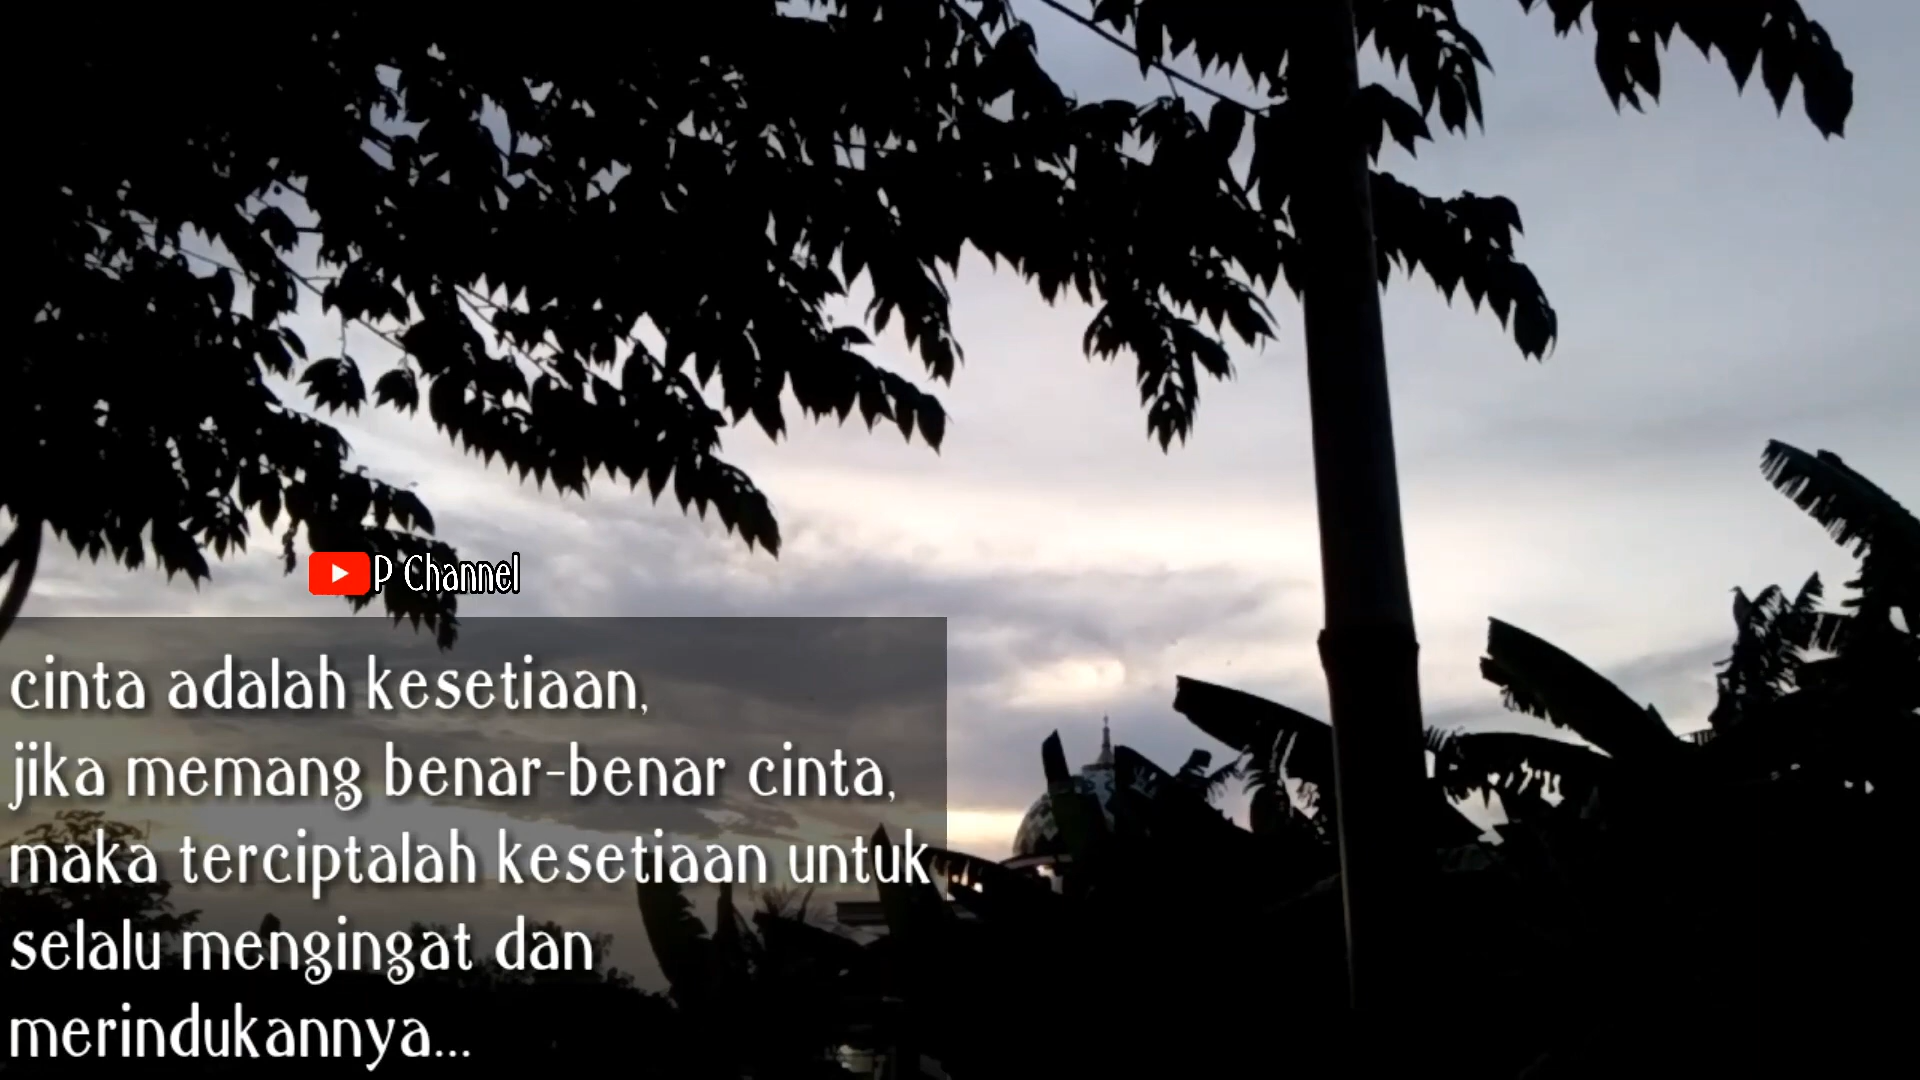 P Channel
cinta adalah kesetiaan,
jika memang benar-benar cinta,
maka terciptalah kesetiaan untuk
selalu mengingat dan
merindukannya...